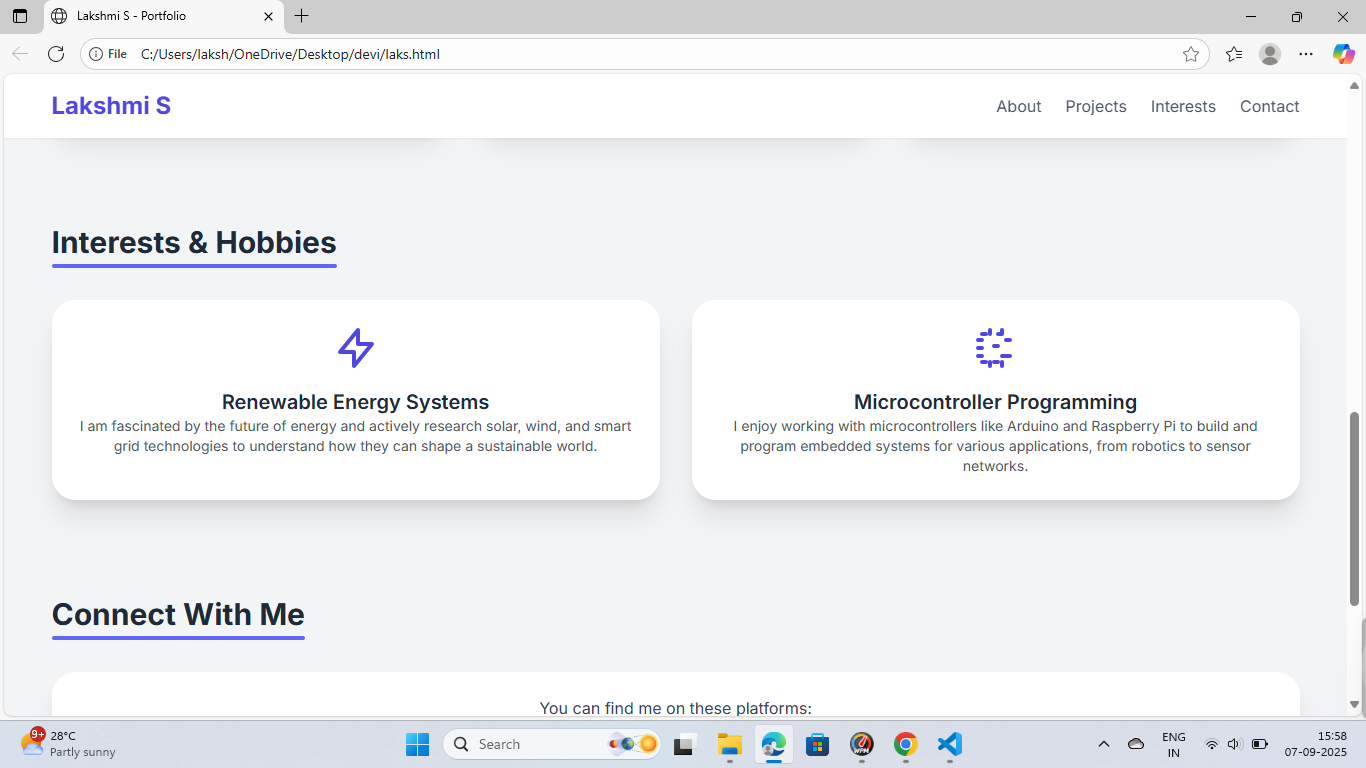 Lakshmi S - Portfolio
File C:/Users/laksh/OneDrive/Desktop/devi/laks.html
Lakshmi S
About Projects Interests Contact
Interests & Hobbies
Renewable Energy Systems
I am fascinated by the future of energy and actively research solar, wind, and smart
grid technologies to understand how they can shape a sustainable world.
Microcontroller Programming
I enjoy working with microcontrollers like Arduino and Raspberry Pi to build and
program embedded systems for various applications, from robotics to sensor
networks.
Connect With Me
You can find me on these platforms:
9+
28°C
Partly sunny
Search
WPM
ENG
IN
15:58
07-09-2025